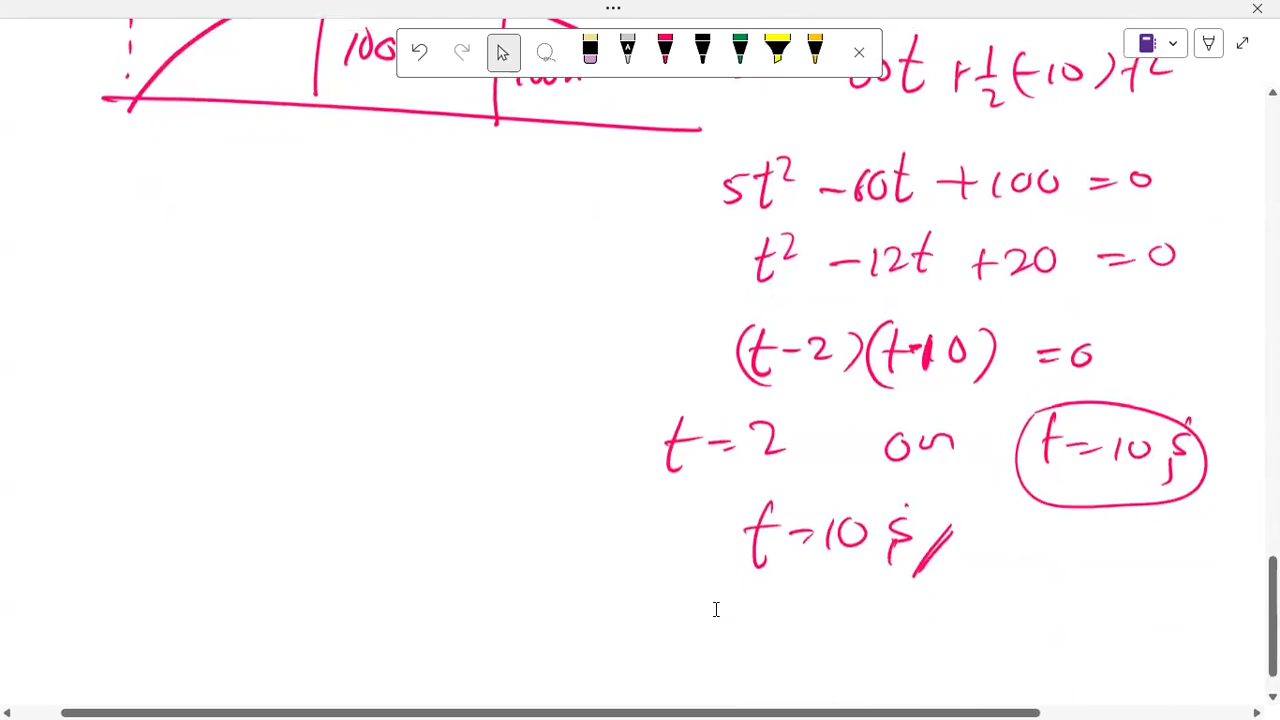 100
t + 1/2 (-10) t²
5t² - 60t + 100 = 0
t² - 12t + 20 = 0
(t - 2)(t - 10) = 0
t = 2 or t = 10 s
t = 10 s